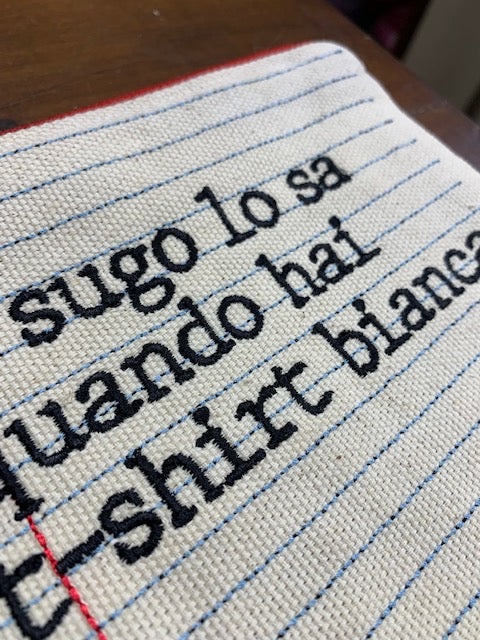 sugo lo sa
quando hai
t-shirt bianca